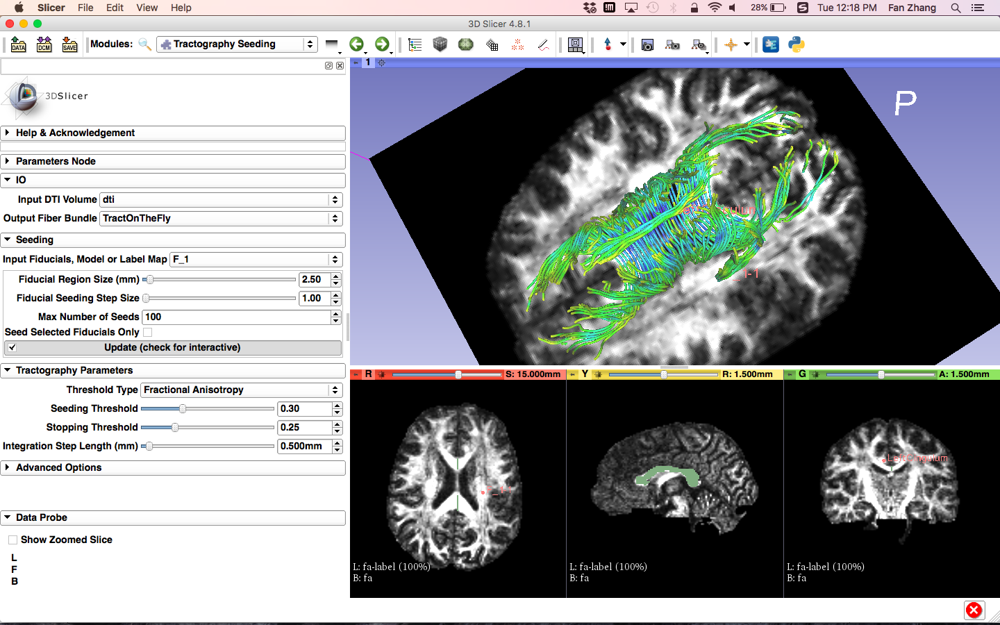 Slicer File Edit View Help 28% Tue 12:18 PM Fan Zhang
3D Slicer 4.8.1
DATA DCM SAVE Modules: Tractography Seeding
1
3DSlicer
P
Help & Acknowledgement
Parameters Node
IO
Input DTI Volume dti
Output Fiber Bundle TractOnTheFly
Seeding
Input Fiducials, Model or Label Map F_1
Fiducial Region Size (mm) 2.50
Fiducial Seeding Step Size 1.00
Max Number of Seeds 100
Seed Selected Fiducials Only
Update (check for interactive)
Tractography Parameters
Threshold Type Fractional Anisotropy
Seeding Threshold 0.30
Stopping Threshold 0.25
Integration Step Length (mm) 0.500mm
Advanced Options
Data Probe
Show Zoomed Slice
L
F
B
R S: 15.000mm
F_1-1
L: fa-label (100%)
B: fa
Y R: 1.500mm
L: fa-label (100%)
B: fa
G A: 1.500mm
Left Cingulum
L: fa-label (100%)
B: fa